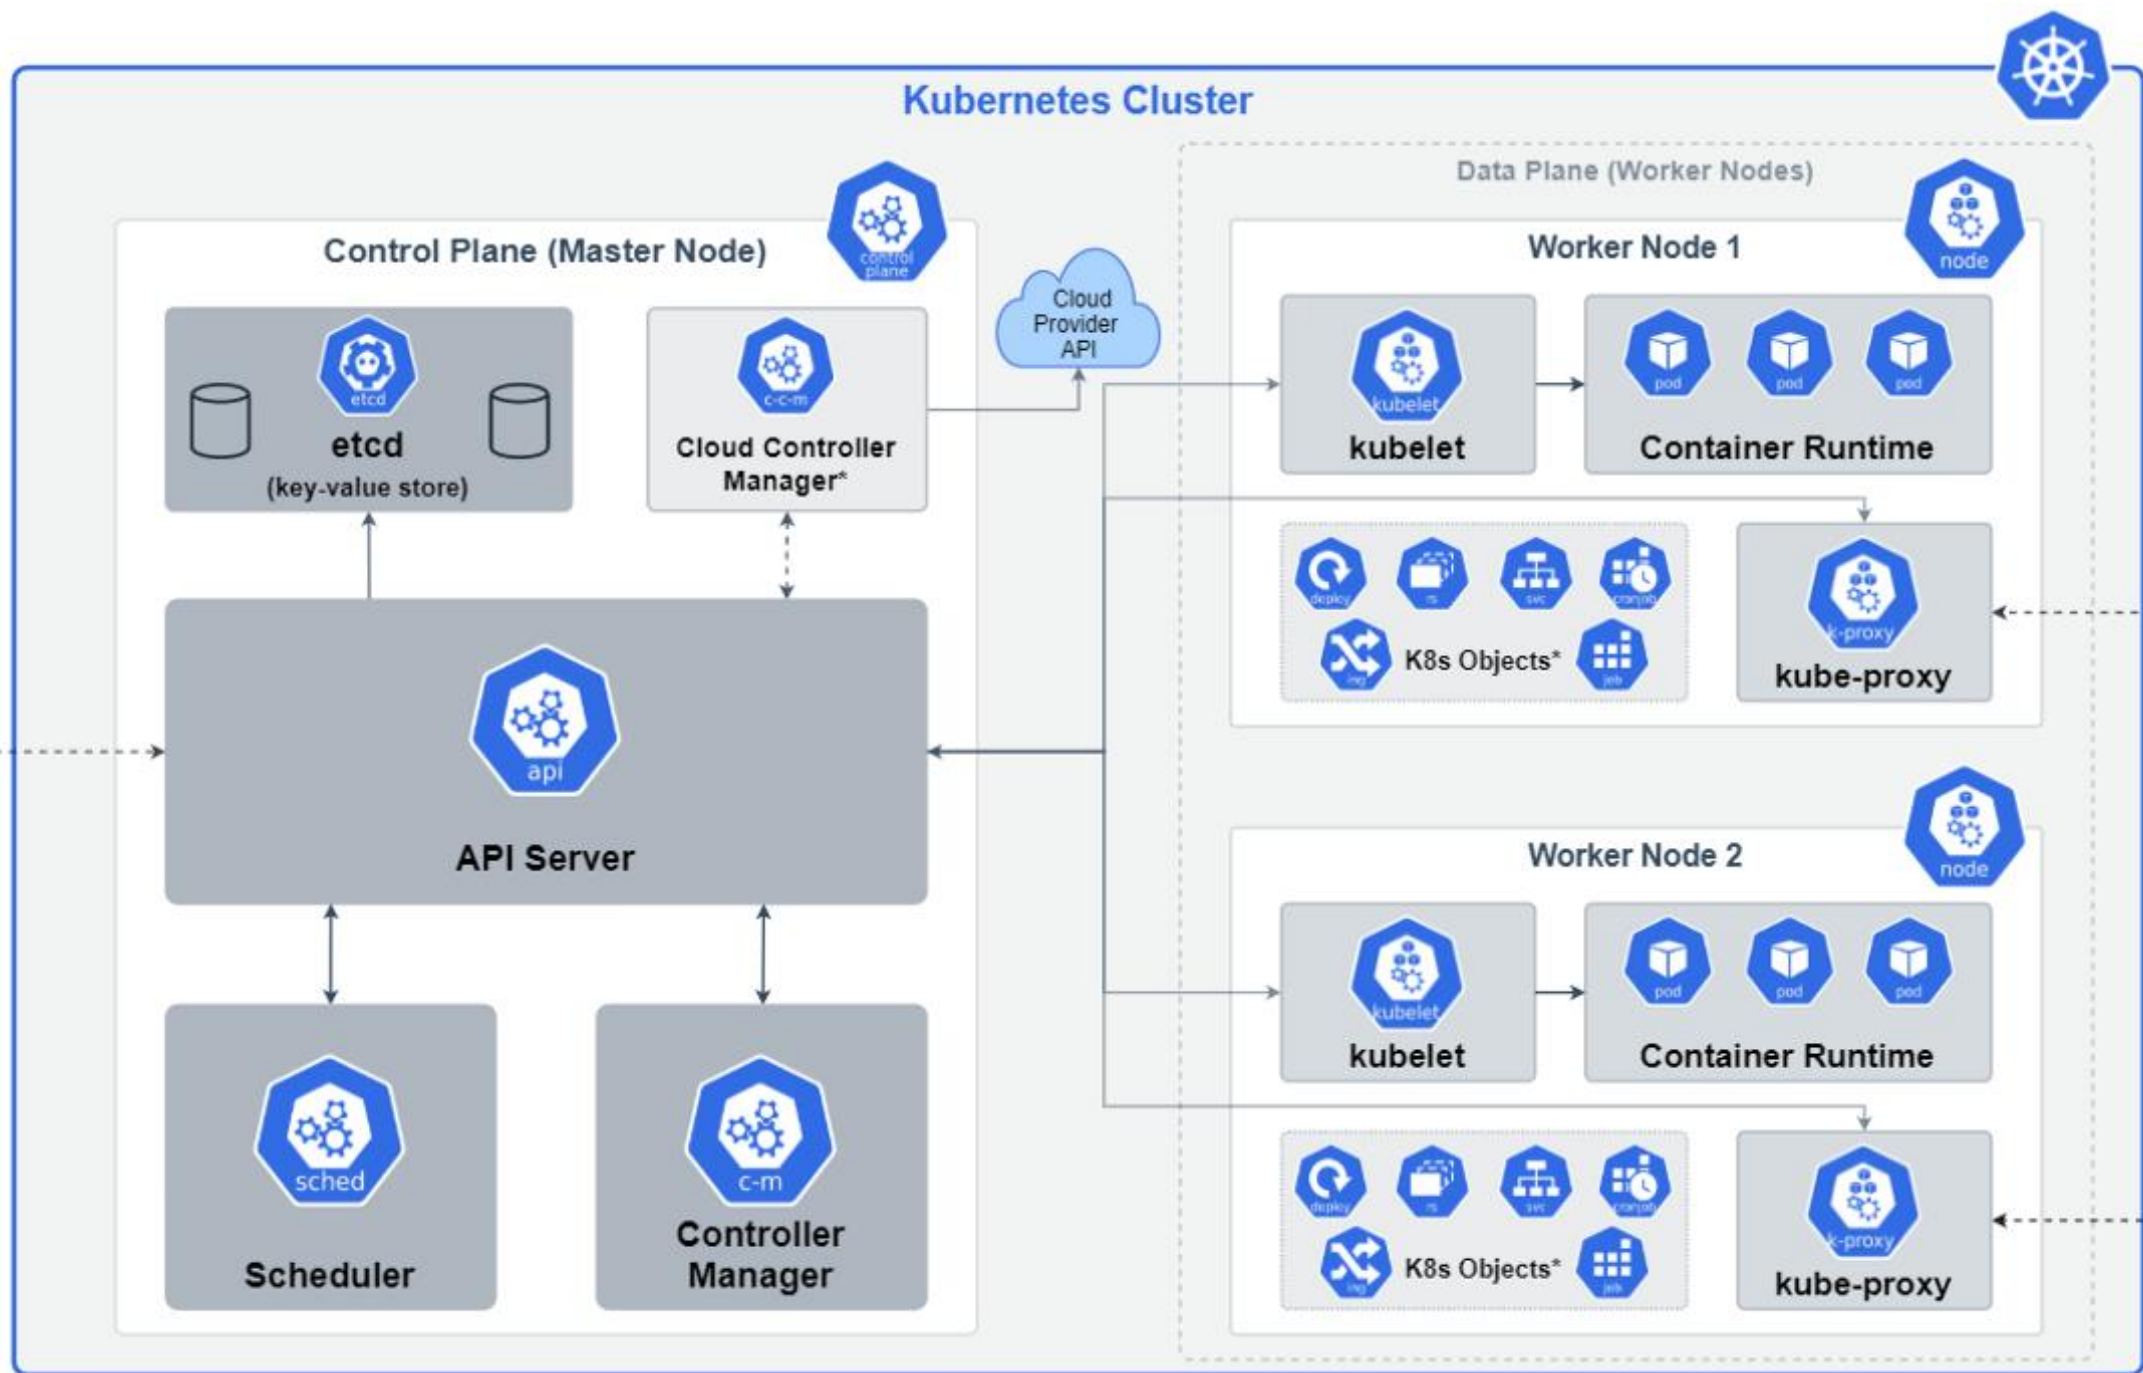 Kubernetes Cluster
Control Plane (Master Node)
control
plane
etcd
etcd
(key-value store)
c-c-m
Cloud Controller
Manager*
Cloud
Provider
API
api
API Server
sched
Scheduler
c-m
Controller
Manager
Data Plane (Worker Nodes)
Worker Node 1
node
kubelet
kubelet
pod
pod
pod
Container Runtime
deploy
rs
svc
cronjob
ing
K8s Objects*
job
k-proxy
kube-proxy
Worker Node 2
node
kubelet
kubelet
pod
pod
pod
Container Runtime
deploy
rs
svc
cronjob
ing
K8s Objects*
job
k-proxy
kube-proxy